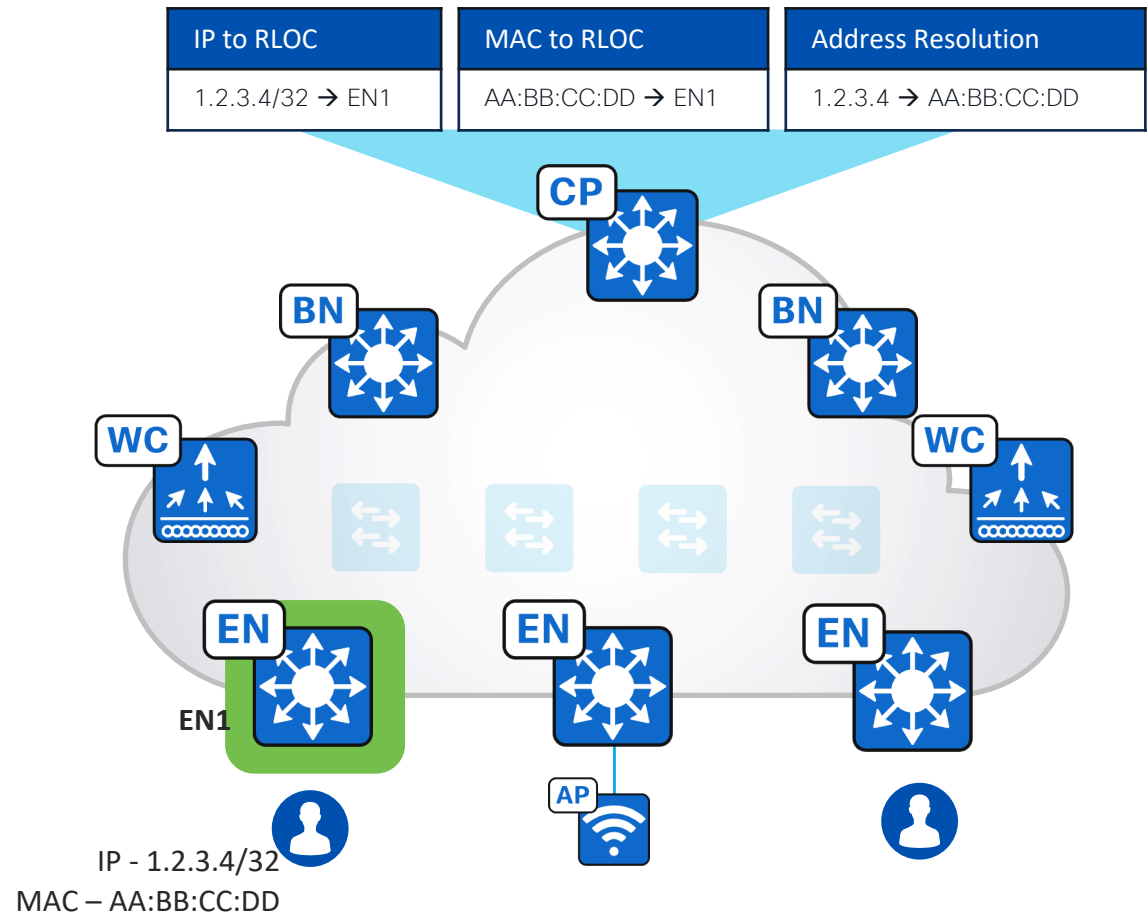 IP to RLOC
MAC to RLOC
Address Resolution
1.2.3.4/32 → EN1
AA:BB:CC:DD → EN1
1.2.3.4 → AA:BB:CC:DD
CP
BN
BN
WC
WC
EN
EN
EN
EN1
AP
IP - 1.2.3.4/32
MAC – AA:BB:CC:DD